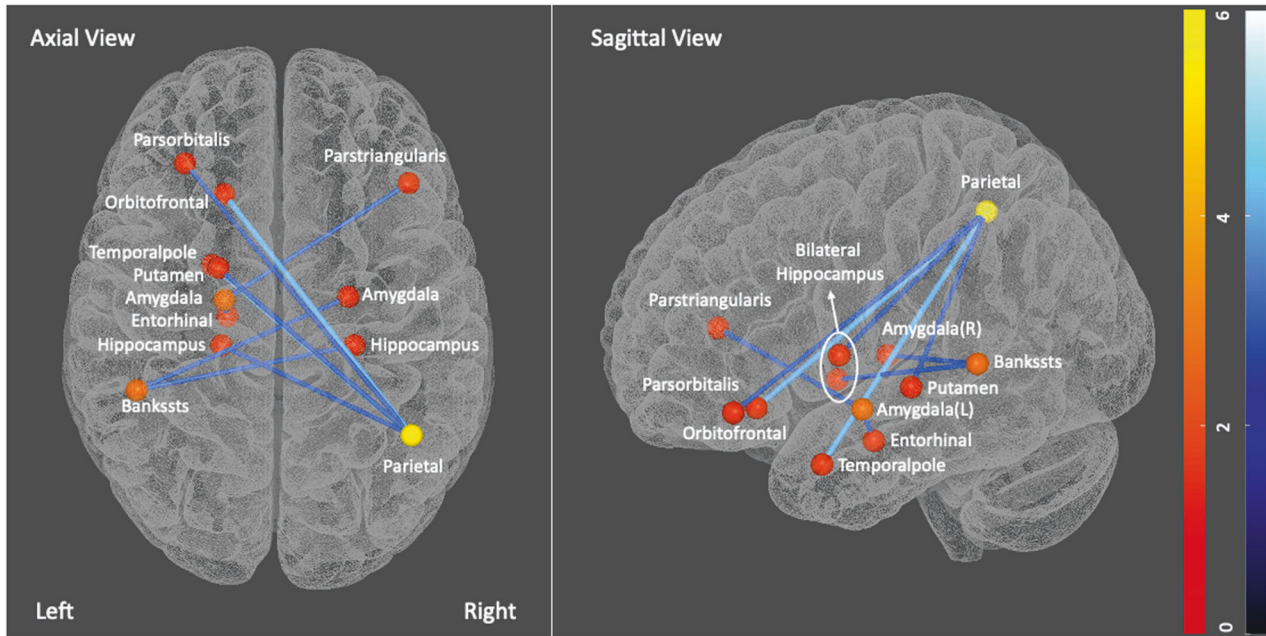 Axial View
Parsorbitalis
Parstriangularis
Orbitofrontal
Temporalpole
Putamen
Amygdala
Amygdala
Entorhinal
Hippocampus
Hippocampus
Bankssts
Parietal
Left
Right
Sagittal View
Parietal
Bilateral
Hippocampus
Parstriangularis
Amygdala(R)
Bankssts
Parsorbitalis
Putamen
Amygdala(L)
Orbitofrontal
Entorhinal
Temporalpole
6
4
2
0